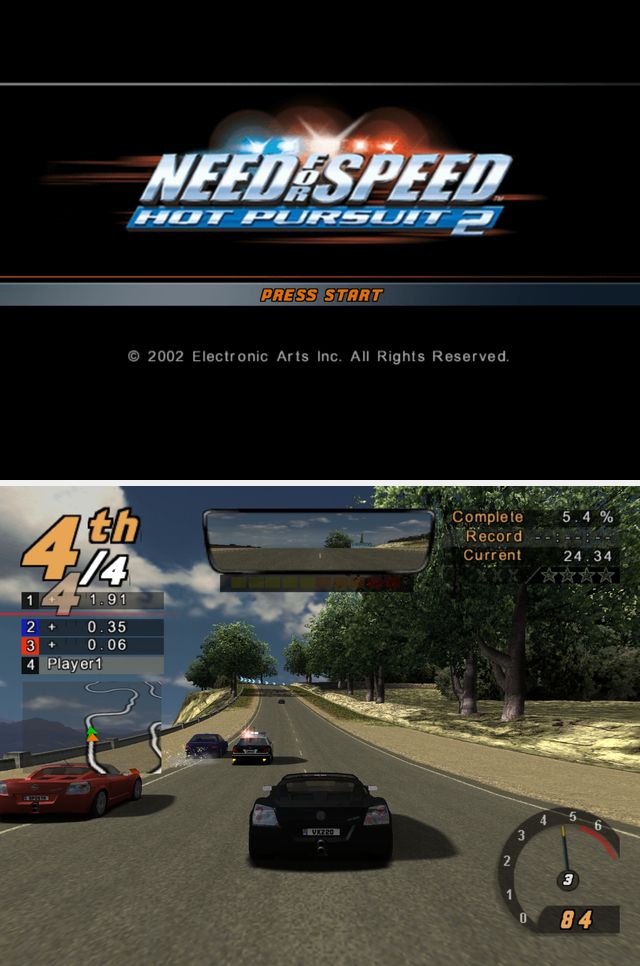 NEED FOR SPEED
HOT PURSUIT 2
PRESS START
© 2002 Electronic Arts Inc. All Rights Reserved.
4th
/4
Complete 5.4 %
Record --:--:--
Current 24.34
1 + 1.91
2 + 0.35
3 + 0.06
4 Player1
VX220
0 1 2 3 4 5 6
3
84